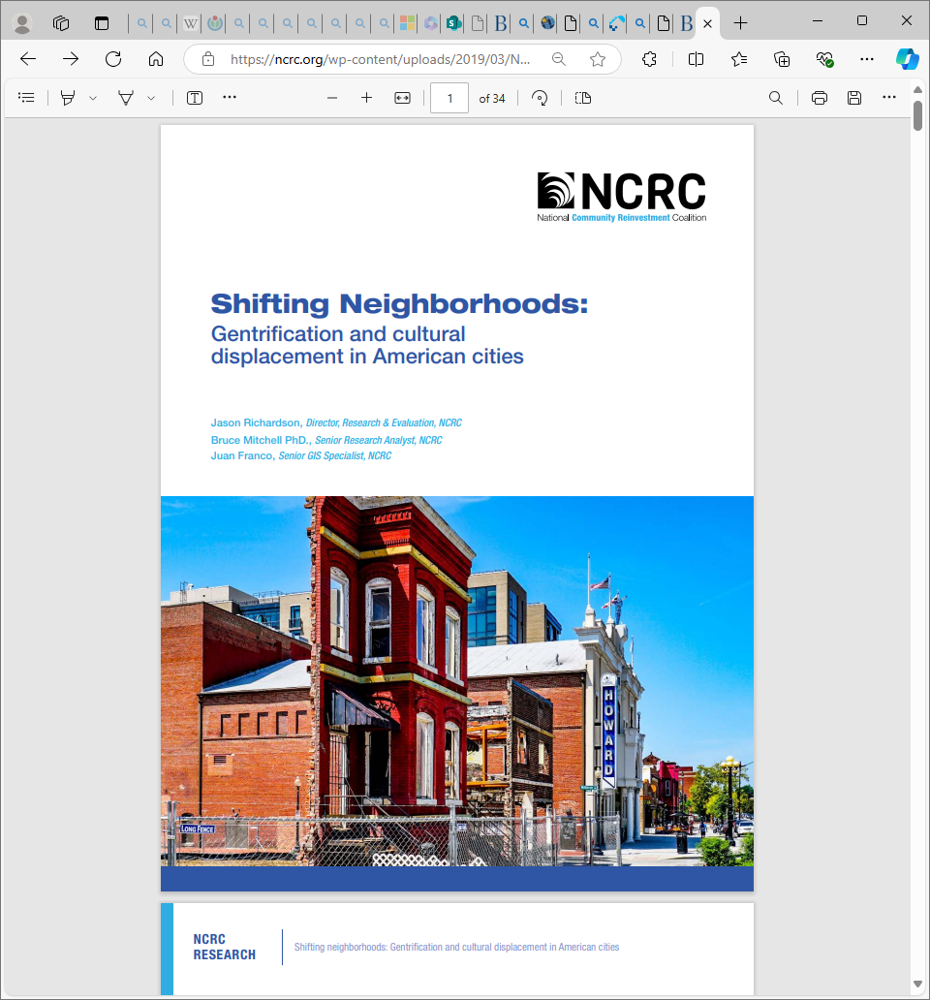 https://ncrc.org/wp-content/uploads/2019/03/N...
1 of 34
NCRC
National Community Reinvestment Coalition
Shifting Neighborhoods:
Gentrification and cultural
displacement in American cities
Jason Richardson, Director, Research & Evaluation, NCRC
Bruce Mitchell PhD., Senior Research Analyst, NCRC
Juan Franco, Senior GIS Specialist, NCRC
HOWARD
LONG FENCE
NCRC
RESEARCH
Shifting neighborhoods: Gentrification and cultural displacement in American cities